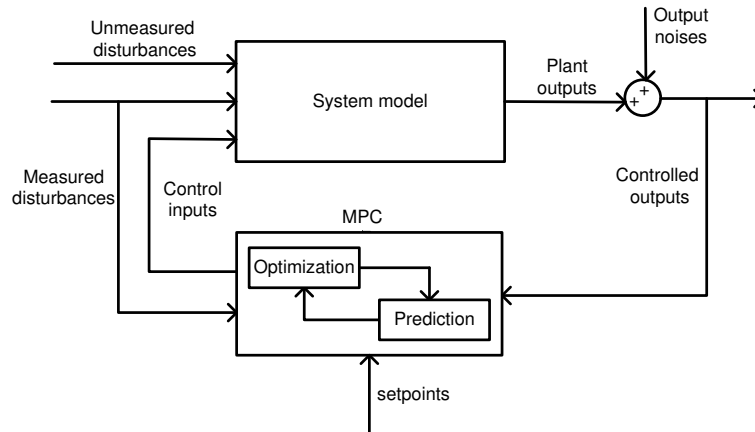 Unmeasured
disturbances
Output
noises
System model
Plant
outputs
+
+
Measured
disturbances
Control
inputs
Controlled
outputs
MPC
Optimization
Prediction
setpoints